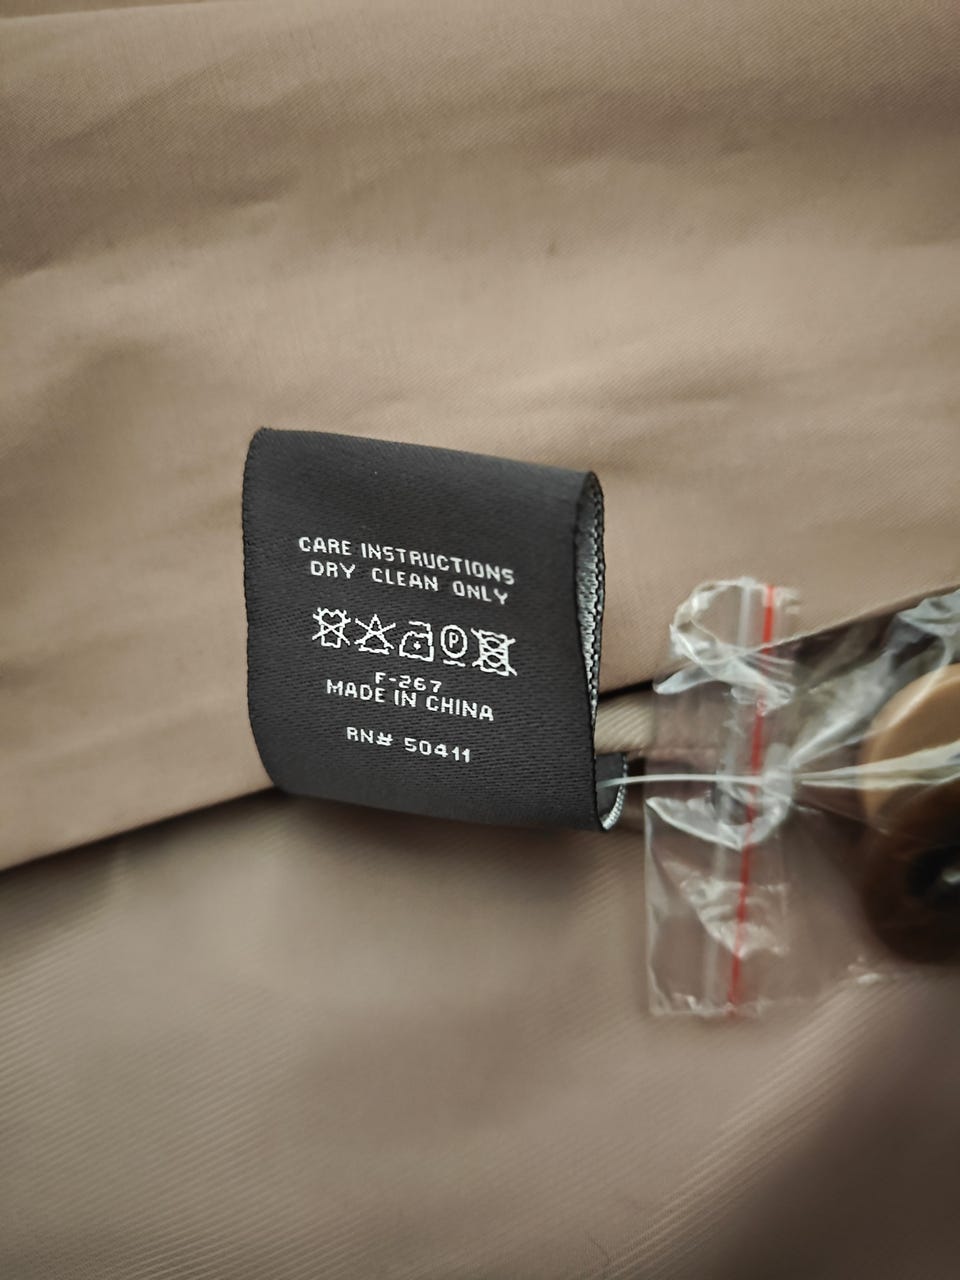 CARE INSTRUCTIONS
DRY CLEAN ONLY
P
F-267
MADE IN CHINA
RN# 50411